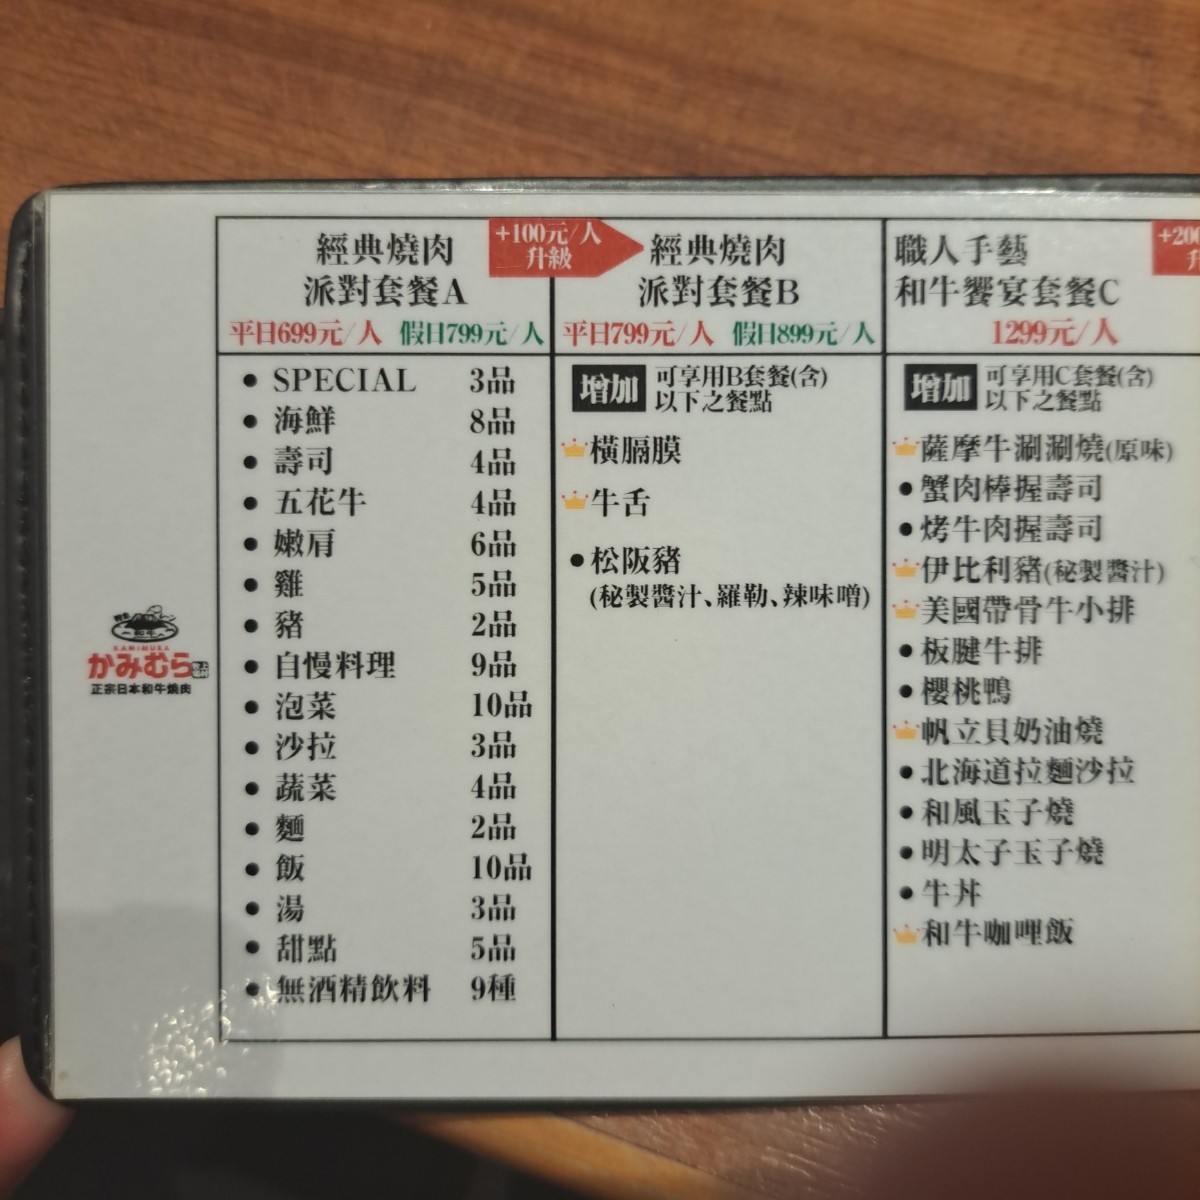 經典燒肉
派對套餐A
平日699元/人 假日799元/人
+100元/人
升級
SPECIAL 3品
海鮮 8品
壽司 4品
五花牛 4品
嫩肩 6品
雞 5品
豬 2品
自慢料理 9品
泡菜 10品
沙拉 3品
蔬菜 4品
麵 2品
飯 10品
湯 3品
甜點 5品
無酒精飲料 9種
經典燒肉
派對套餐B
平日799元/人 假日899元/人
增加 可享用B套餐(含)
以下之餐點
橫膈膜
牛舌
松阪豬
(秘製醬汁、羅勒、辣味噌)
職人手藝
和牛饗宴套餐C
1299元/人
+200
增加 可享用C套餐(含)
以下之餐點
薩摩牛涮涮燒(原味)
蟹肉棒握壽司
烤牛肉握壽司
伊比利豬(秘製醬汁)
美國帶骨牛小排
板腱牛排
櫻桃鴨
帆立貝奶油燒
北海道拉麵沙拉
和風玉子燒
明太子玉子燒
牛丼
和牛咖哩飯
和牛
KAMIMURA
かみむら
正宗日本和牛燒肉